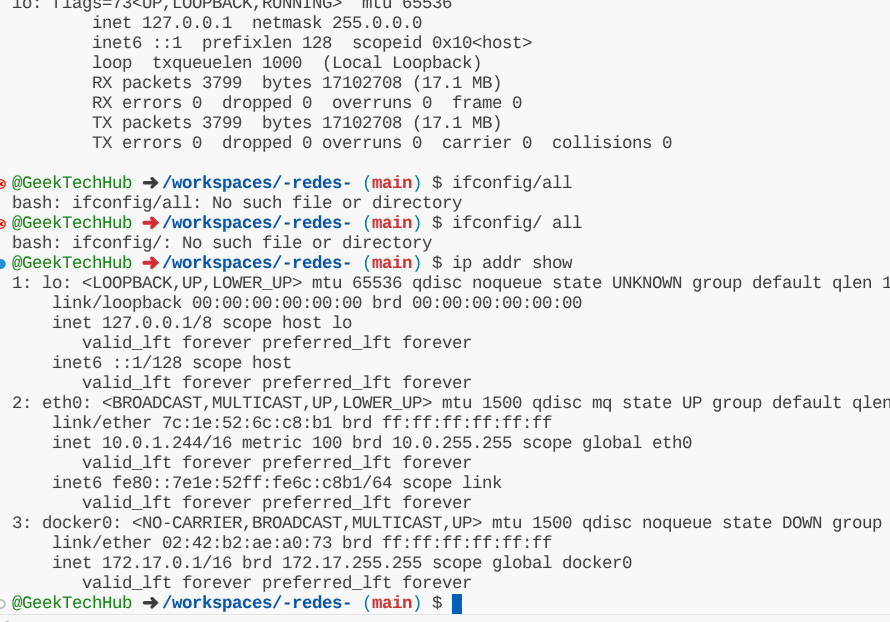 lo: flags=73<UP,LOOPBACK,RUNNING>  mtu 65536
        inet 127.0.0.1  netmask 255.0.0.0
        inet6 ::1  prefixlen 128  scopeid 0x10<host>
        loop  txqueuelen 1000  (Local Loopback)
        RX packets 3799  bytes 17102708 (17.1 MB)
        RX errors 0  dropped 0  overruns 0  frame 0
        TX packets 3799  bytes 17102708 (17.1 MB)
        TX errors 0  dropped 0 overruns 0  carrier 0  collisions 0
@GeekTechHub ➜ /workspaces/-redes- (main) $ ifconfig/all
bash: ifconfig/all: No such file or directory
@GeekTechHub ➜ /workspaces/-redes- (main) $ ifconfig/ all
bash: ifconfig/: No such file or directory
@GeekTechHub ➜ /workspaces/-redes- (main) $ ip addr show
1: lo: <LOOPBACK,UP,LOWER_UP> mtu 65536 qdisc noqueue state UNKNOWN group default qlen 1
    link/loopback 00:00:00:00:00:00 brd 00:00:00:00:00:00
    inet 127.0.0.1/8 scope host lo
       valid_lft forever preferred_lft forever
    inet6 ::1/128 scope host
       valid_lft forever preferred_lft forever
2: eth0: <BROADCAST,MULTICAST,UP,LOWER_UP> mtu 1500 qdisc mq state UP group default qlen
    link/ether 7c:1e:52:6c:c8:b1 brd ff:ff:ff:ff:ff:ff
    inet 10.0.1.244/16 metric 100 brd 10.0.255.255 scope global eth0
       valid_lft forever preferred_lft forever
    inet6 fe80::7e1e:52ff:fe6c:c8b1/64 scope link
       valid_lft forever preferred_lft forever
3: docker0: <NO-CARRIER,BROADCAST,MULTICAST,UP> mtu 1500 qdisc noqueue state DOWN group
    link/ether 02:42:b2:ae:a0:73 brd ff:ff:ff:ff:ff:ff
    inet 172.17.0.1/16 brd 172.17.255.255 scope global docker0
       valid_lft forever preferred_lft forever
@GeekTechHub ➜ /workspaces/-redes- (main) $